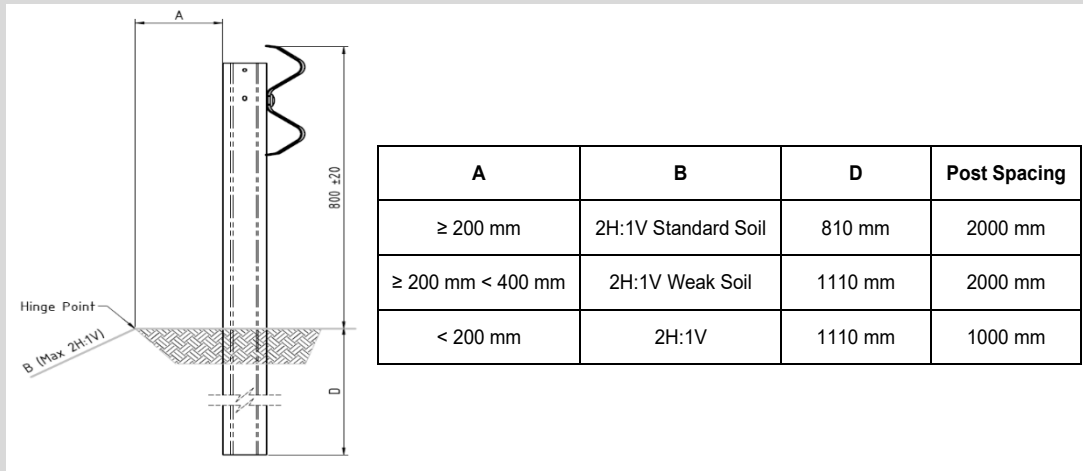 A
800 ±20
Hinge Point
B (Max 2H:1V)
D
A B D Post Spacing
≥ 200 mm 2H:1V Standard Soil 810 mm 2000 mm
≥ 200 mm < 400 mm 2H:1V Weak Soil 1110 mm 2000 mm
< 200 mm 2H:1V 1110 mm 1000 mm